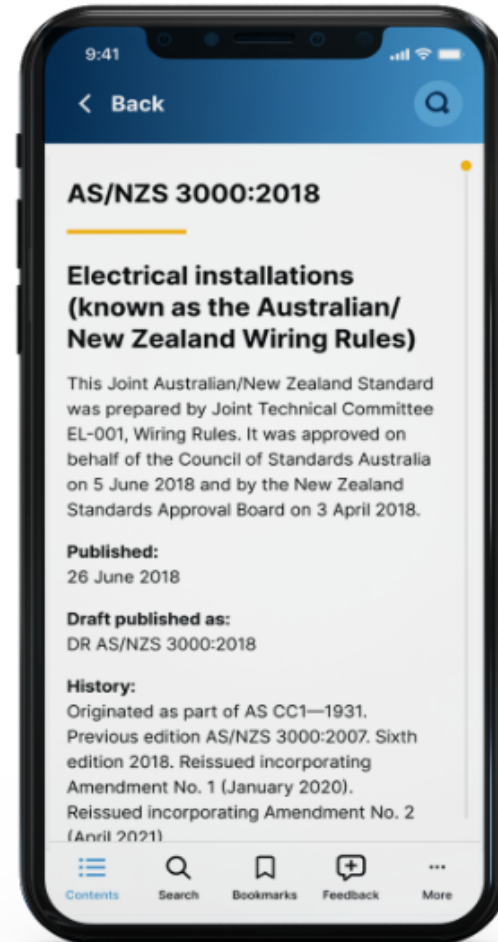 9:41
Back
AS/NZS 3000:2018
Electrical installations
(known as the Australian/
New Zealand Wiring Rules)
This Joint Australian/New Zealand Standard
was prepared by Joint Technical Committee
EL-001, Wiring Rules. It was approved on
behalf of the Council of Standards Australia
on 5 June 2018 and by the New Zealand
Standards Approval Board on 3 April 2018.
Published:
26 June 2018
Draft published as:
DR AS/NZS 3000:2018
History:
Originated as part of AS CC1—1931.
Previous edition AS/NZS 3000:2007. Sixth
edition 2018. Reissued incorporating
Amendment No. 1 (January 2020).
Reissued incorporating Amendment No. 2
(April 2021)
Contents Search Bookmarks Feedback More